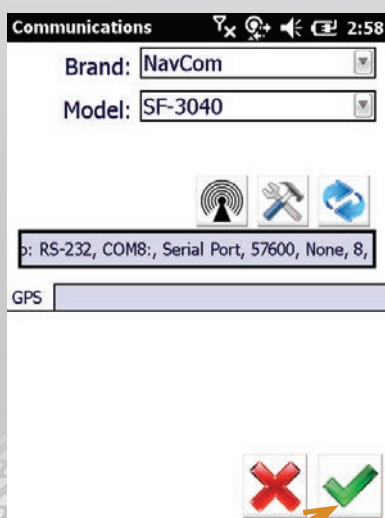 Communications 2:58
Brand: NavCom
Model: SF-3040
o: RS-232, COM8:, Serial Port, 57600, None, 8,
GPS